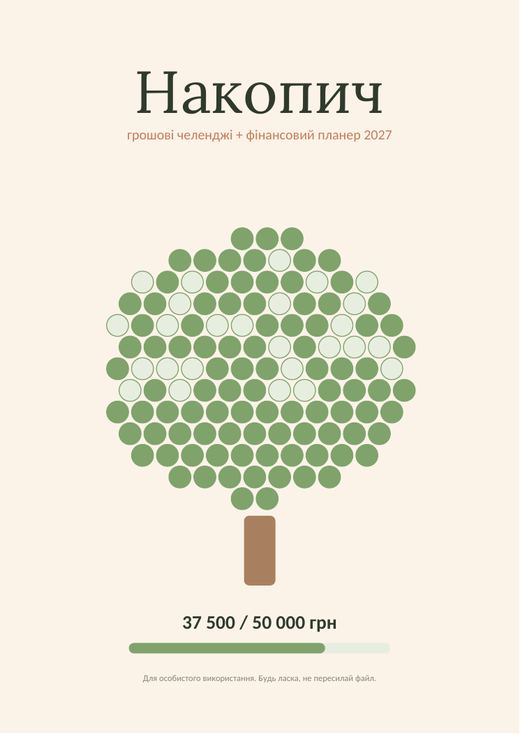 Накопич
грошові челенджі + фінансовий планер 2027
37 500 / 50 000 грн
Для особистого використання. Будь ласка, не пересилай файл.